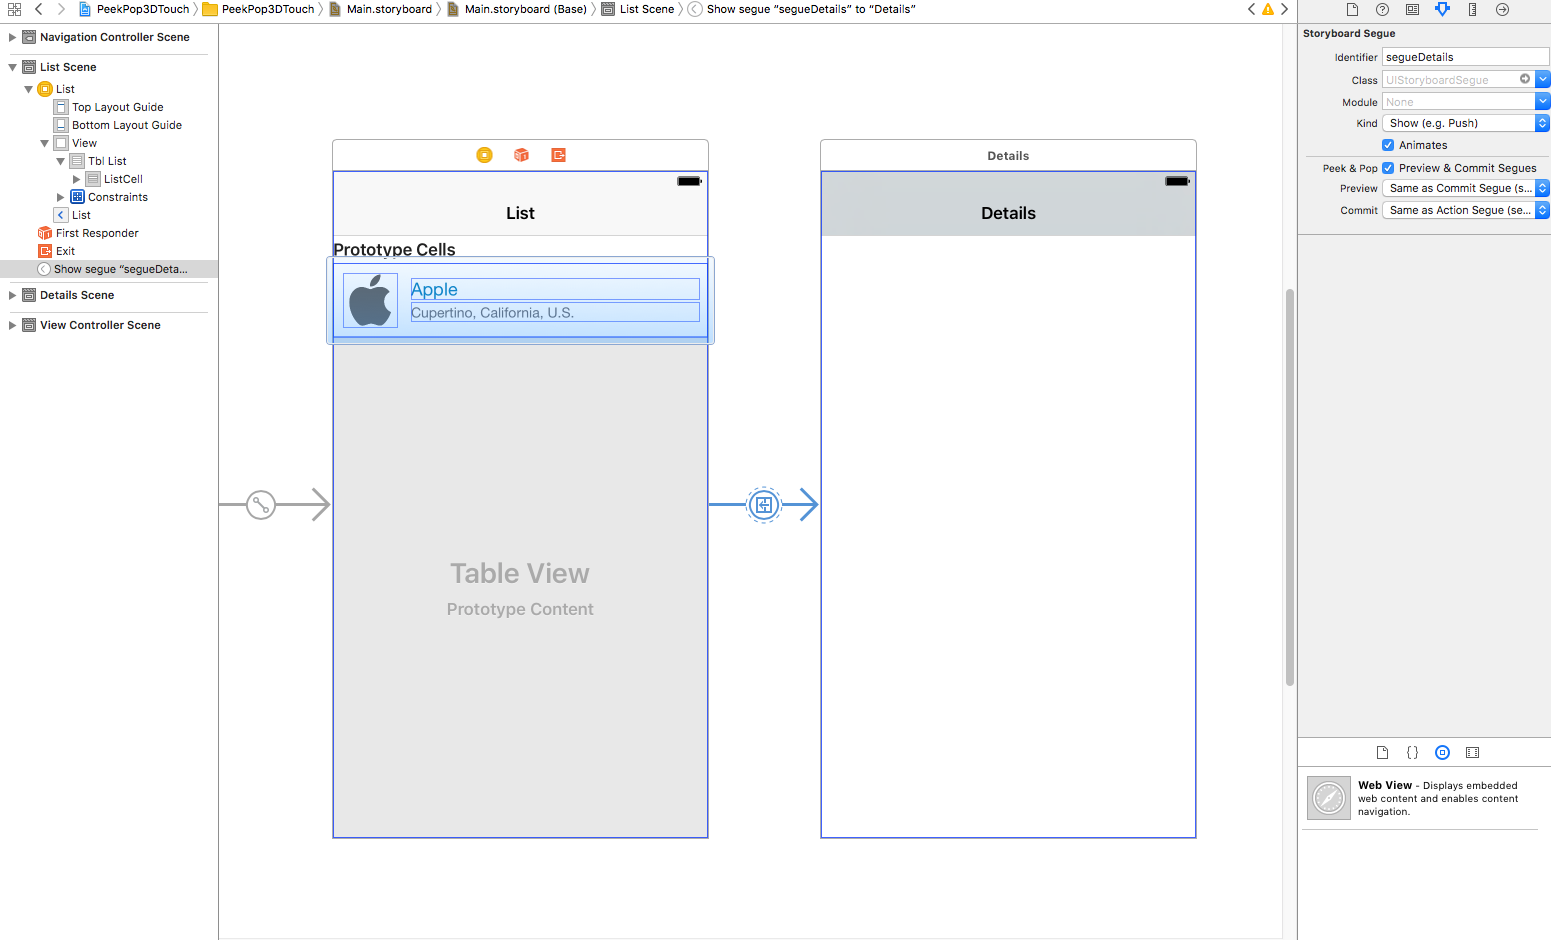 PeekPop3DTouch PeekPop3DTouch Main.storyboard Main.storyboard (Base) List Scene Show segue “segueDetails” to “Details”
Navigation Controller Scene
List Scene
List
Top Layout Guide
Bottom Layout Guide
View
Tbl List
ListCell
Constraints
List
First Responder
Exit
Show segue “segueDeta...
Details Scene
View Controller Scene
List
Prototype Cells
Apple
Cupertino, California, U.S.
Table View
Prototype Content
Details
Details
Storyboard Segue
Identifier segueDetails
Class UIStoryboardSegue
Module None
Kind Show (e.g. Push)
Animates
Peek & Pop Preview & Commit Segues
Preview Same as Commit Segue (s...
Commit Same as Action Segue (se...
Web View - Displays embedded
web content and enables content
navigation.